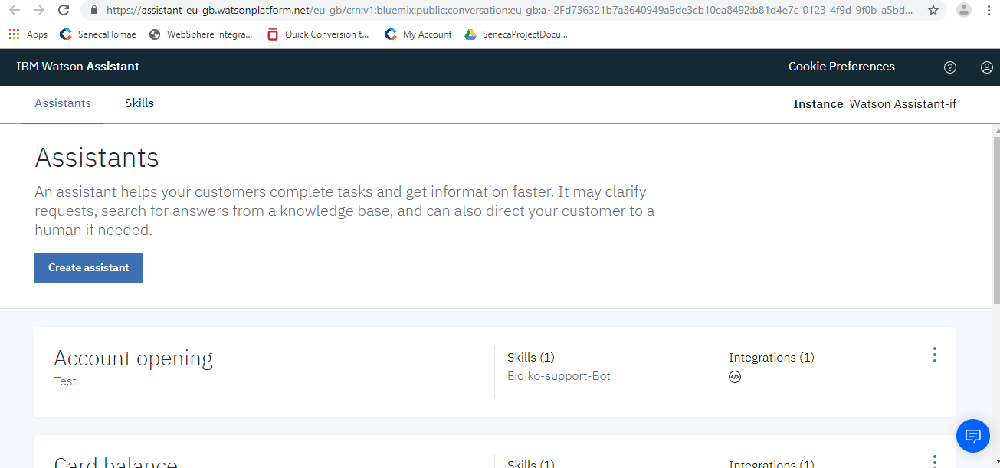 https://assistant-eu-gb.watsonplatform.net/eu-gb/crn:v1:bluemix:public:conversation:eu-gb:a~2Fd736321b7a3640949a9de3cb10ea8492:b81d4e7c-0123-4f9d-9f0b-a5bd...
Apps SenecaHomae WebSphere Integra... Quick Conversion t... My Account SenecaProjectDocu...
IBM Watson Assistant Cookie Preferences
Assistants Skills Instance Watson Assistant-if
Assistants
An assistant helps your customers complete tasks and get information faster. It may clarify
requests, search for answers from a knowledge base, and can also direct your customer to a
human if needed.
Create assistant
Account opening Skills (1) Integrations (1)
Test Eidiko-support-Bot
Card balance Skills (1) Integrations (1)